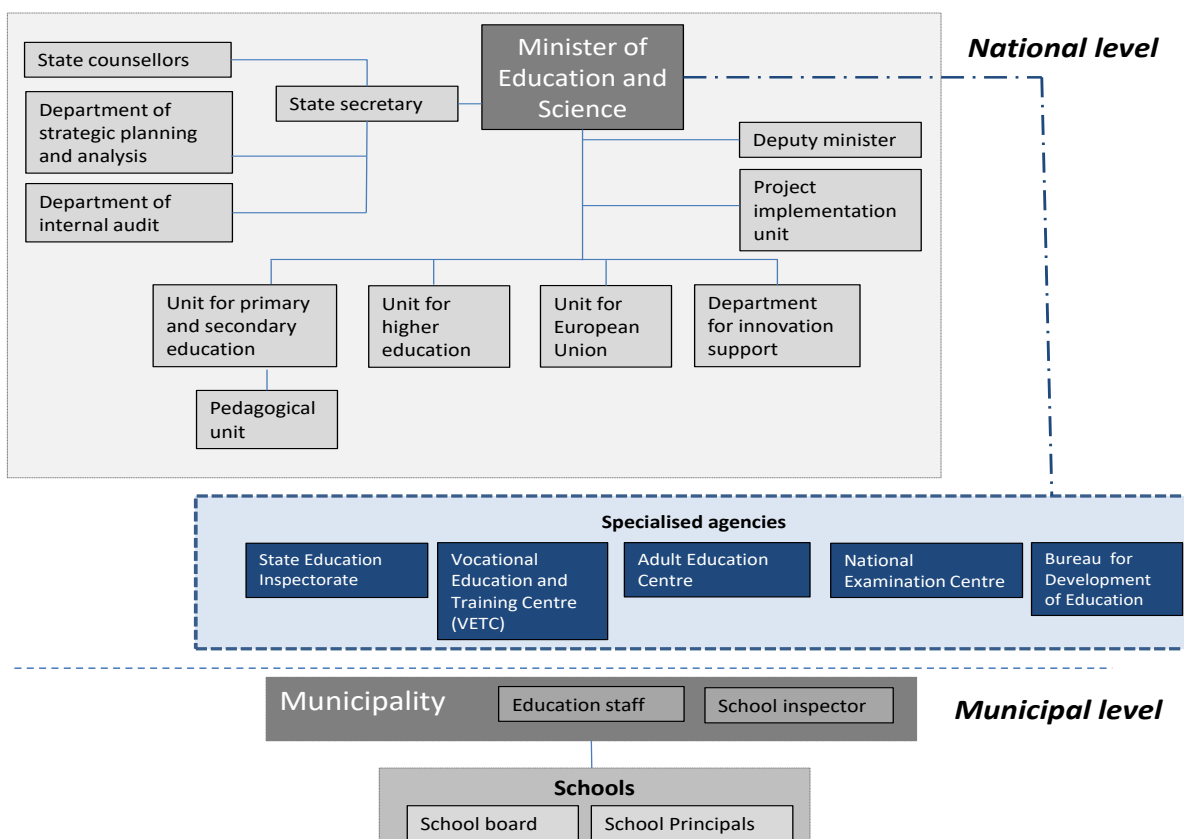 Minister of
Education and
Science
National level
State counsellors
State secretary
Department of
strategic planning
and analysis
Department of
internal audit
Deputy minister
Project
implementation
unit
Unit for primary
and secondary
education
Unit for
higher
education
Unit for
European
Union
Department
for innovation
support
Pedagogical
unit
Specialised agencies
State Education
Inspectorate
Vocational
Education and
Training Centre
(VETC)
Adult Education
Centre
National
Examination Centre
Bureau for
Development
of Education
Municipality
Education staff
School inspector
Municipal level
Schools
School board
School Principals